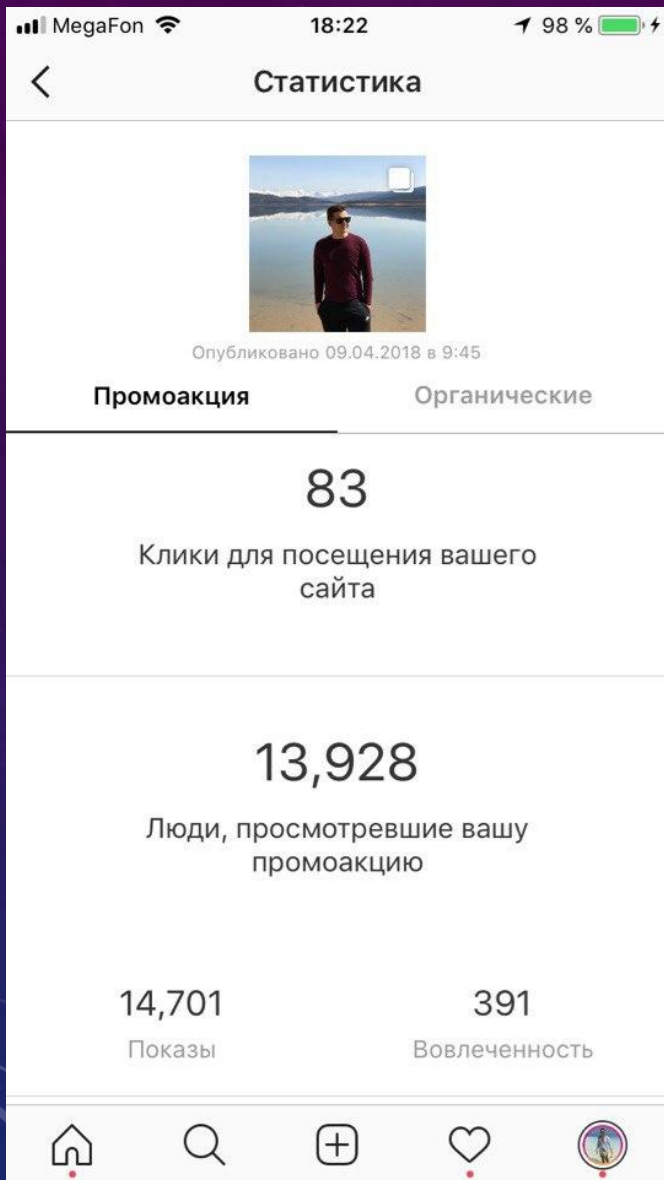 MegaFon 18:22 98 %
Статистика
Опубликовано 09.04.2018 в 9:45
Промоакция Органические
83
Клики для посещения вашего
сайта
13,928
Люди, просмотревшие вашу
промоакцию
14,701 391
Показы Вовлеченность